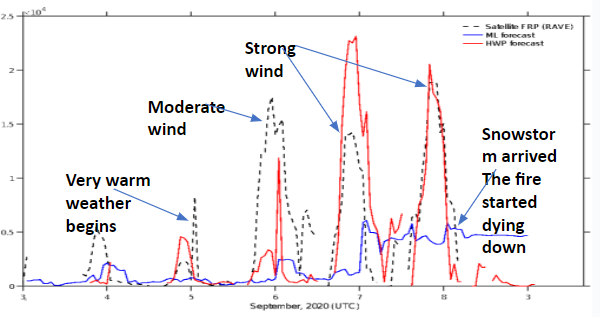 2.5 ×10⁴
Satellite FRP (RAVE)
ML forecast
HWP forecast
Strong
wind
2
Moderate
wind
1.5
Snowstor
m arrived
The fire
started
dying
down
Very warm
weather
begins
1
0.5
0
3 4 5 6 7 8 3
September, 2020 (UTC)